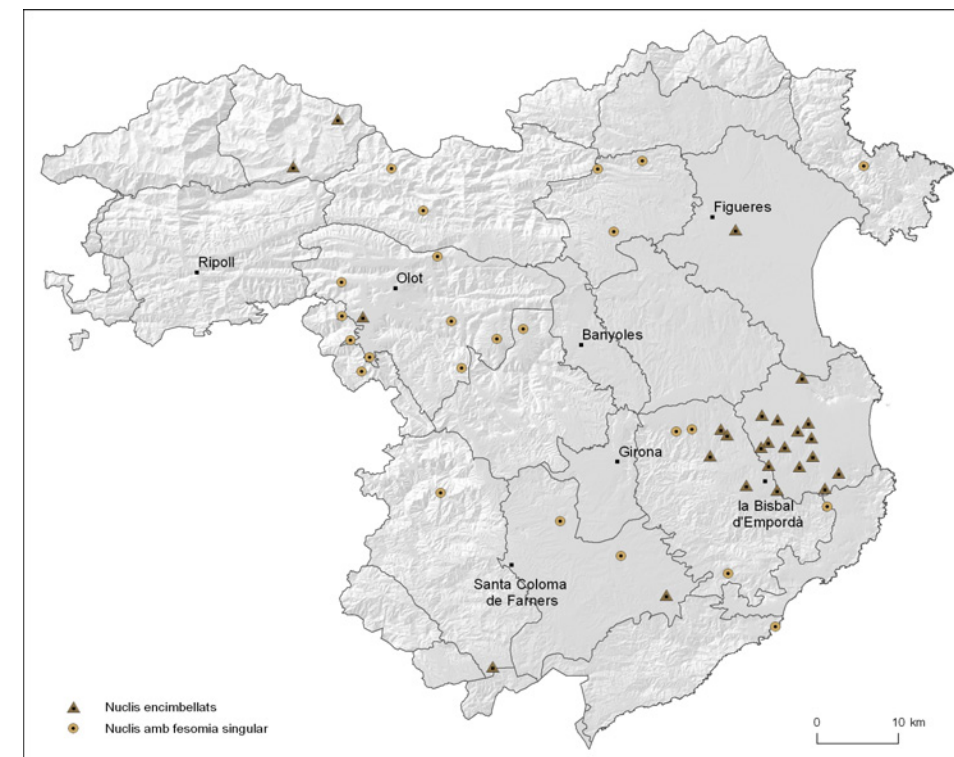 Figueres
Ripoll
Olot
Banyoles
Girona
la Bisbal
d'Empordà
Santa Coloma
de Farners
Nuclis encimbellats
Nuclis amb fesomia singular
0 10 km